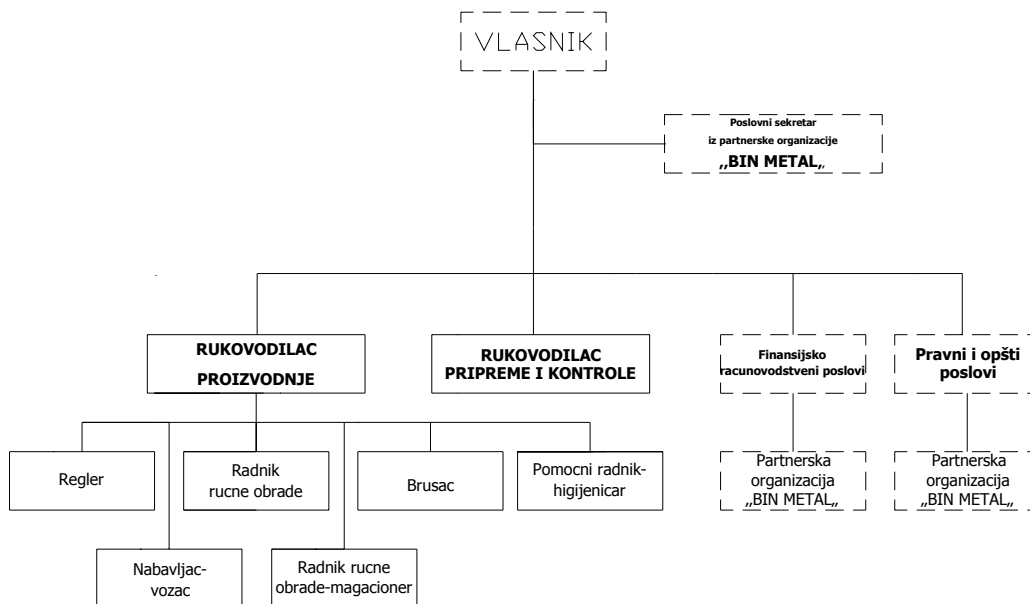 VLASNIK
Poslovni sekretar
iz partnerske organizacije
,,BIN METAL,,
RUKOVODILAC
PROIZVODNJE
RUKOVODILAC
PRIPREME I KONTROLE
Finansijsko
racunovodstveni poslovi
Pravni i opšti
poslovi
Regler
Radnik
rucne obrade
Brusac
Pomocni radnik-
higijenicar
Partnerska
organizacija
„BIN METAL„
Partnerska
organizacija
„BIN METAL„
Nabavljac-
vozac
Radnik rucne
obrade-magacioner